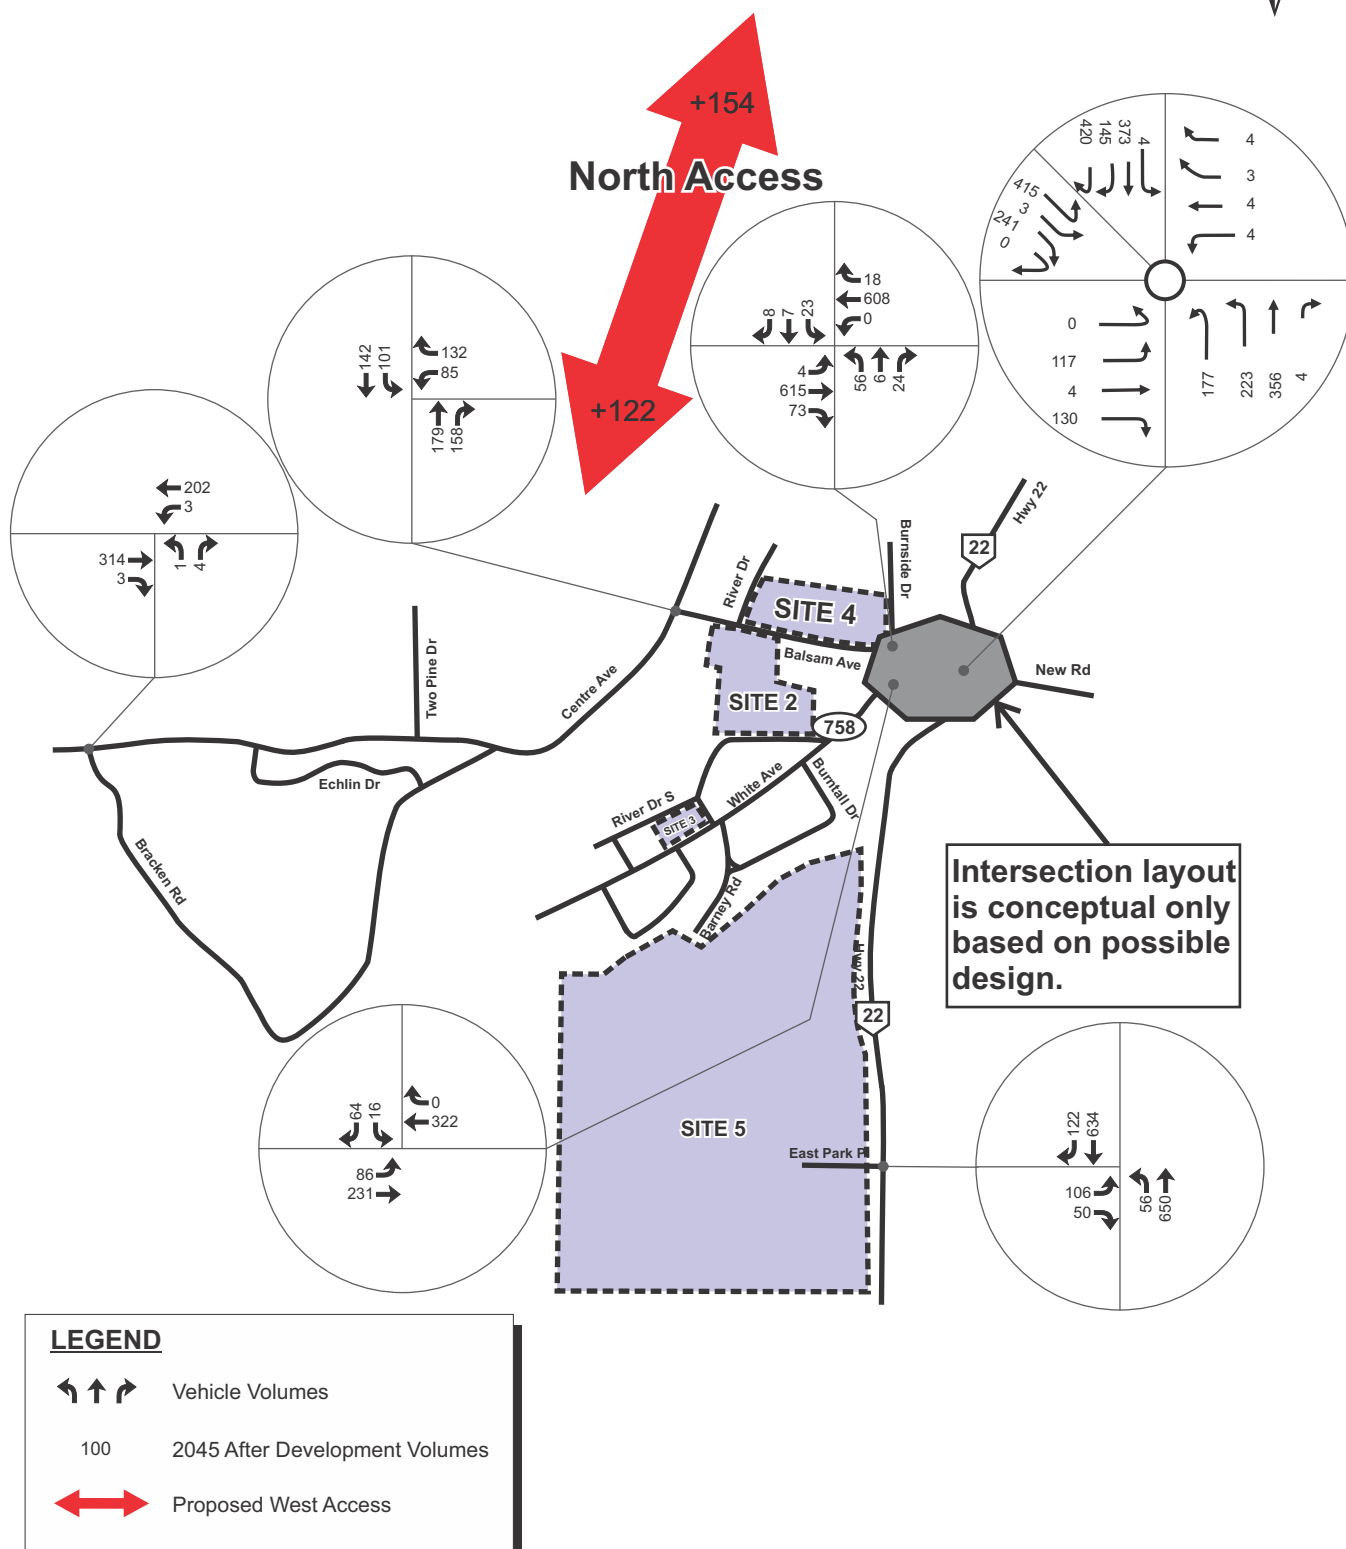 +154
North Access
+122
420
145
373
4
4
3
4
4
415
3
241
0
0
117
4
130
177
223
356
4
18
608
0
8
7
23
4
615
73
56
6
24
142
101
132
85
179
158
202
3
314
3
1
4
Hwy 22
22
Burnside Dr
River Dr
SITE 4
Balsam Ave
New Rd
Two Pine Dr
Centre Ave
SITE 2
758
Echlin Dr
White Ave
Burntall Dr
River Dr S
SITE 3
Bracken Rd
Barney Rd
Intersection layout
is conceptual only
based on possible
design.
Hwy 22
22
64
16
0
322
86
231
SITE 5
East Park P
122
634
106
50
56
650
LEGEND
Vehicle Volumes
100 2045 After Development Volumes
Proposed West Access